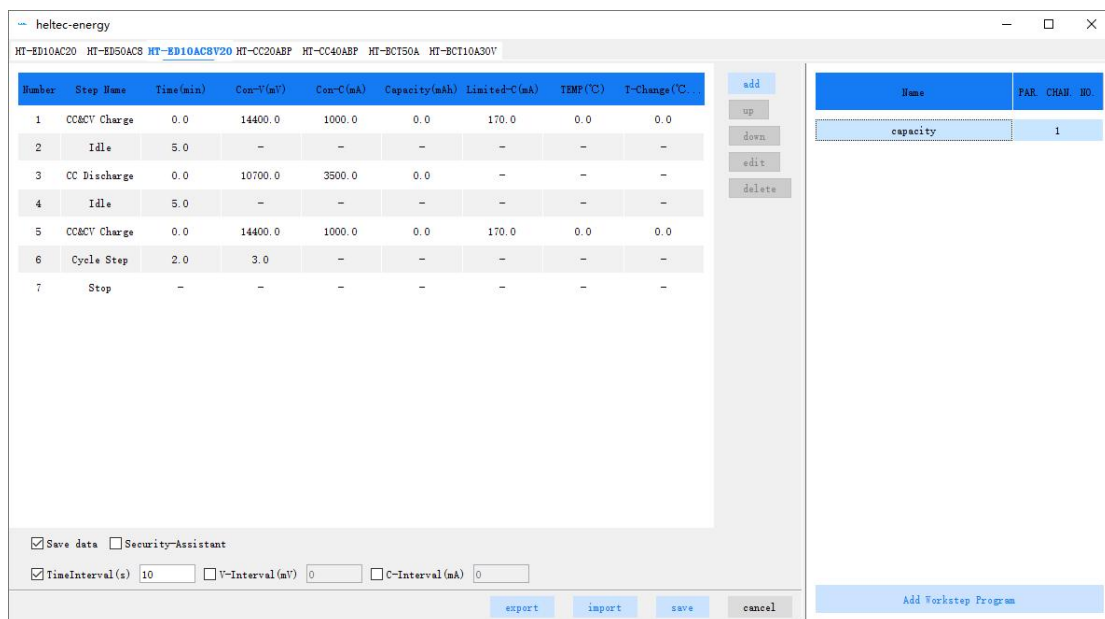 heltec-energy
HT-ED10AC20 HT-ED50AC8 HT-ED10AC8V20 HT-CC20ABP HT-CC40ABP HT-BCT50A HT-BCT10A30V
Number Step Name Time(min) Con-V(mV) Con-C(mA) Capacity(mAh) Limited-C(mA) TEMP(℃) T-Change(℃...
1 CC&CV Charge 0.0 14400.0 1000.0 0.0 170.0 0.0 0.0
2 Idle 5.0 - - - - - -
3 CC Discharge 0.0 10700.0 3500.0 0.0 - - -
4 Idle 5.0 - - - - - -
5 CC&CV Charge 0.0 14400.0 1000.0 0.0 170.0 0.0 0.0
6 Cycle Step 2.0 3.0 - - - - -
7 Stop - - - - - - -
add
up
down
edit
delete
Name PAR. CHAN. NO.
capacity 1
Save data Security-Assistant
TimeInterval(s) 10 V-Interval(mV) 0 C-Interval(mA) 0
export import save cancel
Add Workstep Program